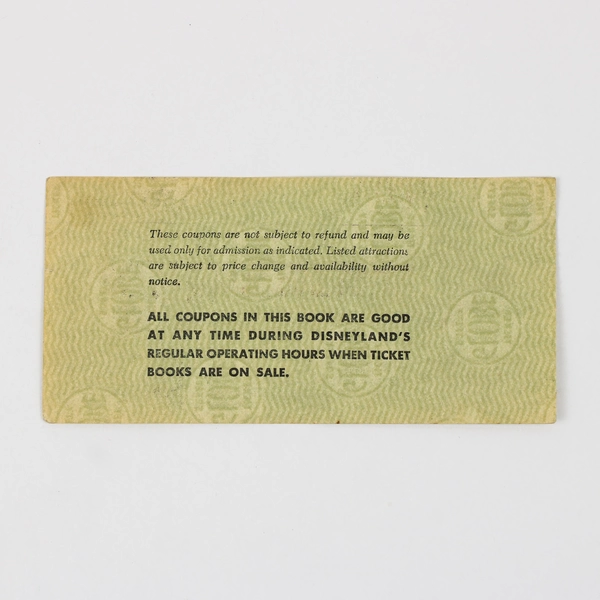 These coupons are not subject to refund and may be
used only for admission as indicated. Listed attractions
are subject to price change and availability without
notice.
ALL COUPONS IN THIS BOOK ARE GOOD
AT ANY TIME DURING DISNEYLAND'S
REGULAR OPERATING HOURS WHEN TICKET
BOOKS ARE ON SALE.